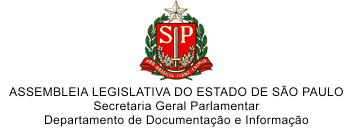 SP
ASSEMBLEIA LEGISLATIVA DO ESTADO DE SÃO PAULO
Secretaria Geral Parlamentar
Departamento de Documentação e Informação